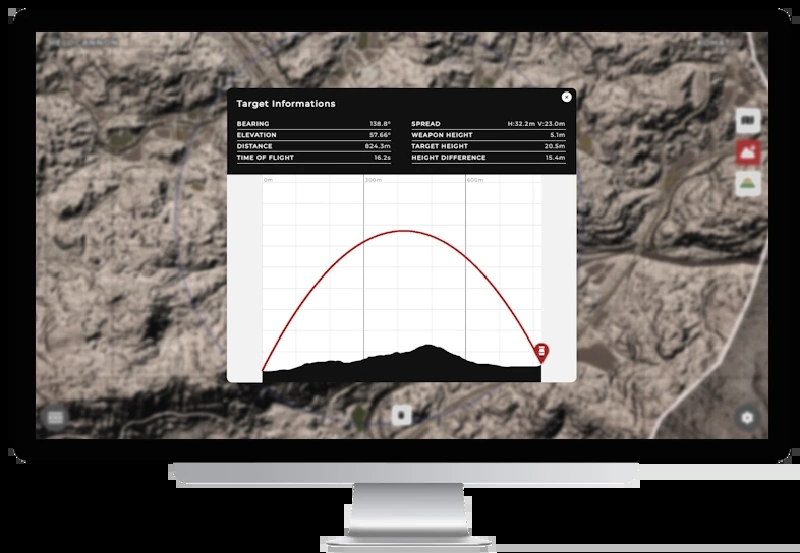 Target Informations
BEARING 138.8°
ELEVATION 57.66°
DISTANCE 824.3m
TIME OF FLIGHT 16.2s
SPREAD H:32.2m V:23.0m
WEAPON HEIGHT 5.1m
TARGET HEIGHT 20.5m
HEIGHT DIFFERENCE 15.4m
0m 300m 600m